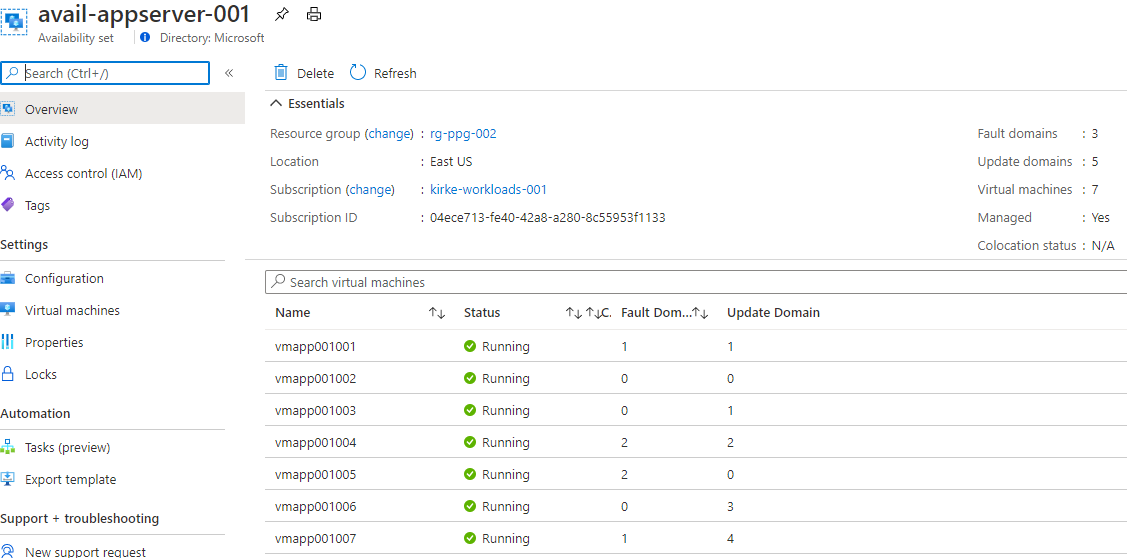 avail-appserver-001
Availability set Directory: Microsoft
Search (Ctrl+/) «
Overview
Activity log
Access control (IAM)
Tags
Settings
Configuration
Virtual machines
Properties
Locks
Automation
Tasks (preview)
Export template
Support + troubleshooting
New support request
Delete Refresh
Essentials
Resource group (change) : rg-ppg-002
Location : East US
Subscription (change) : kirke-workloads-001
Subscription ID : 04ece713-fe40-42a8-a280-8c55953f1133
Fault domains : 3
Update domains : 5
Virtual machines : 7
Managed : Yes
Colocation status : N/A
Search virtual machines
Name Status C. Fault Dom... Update Domain
vmapp001001 Running 1 1
vmapp001002 Running 0 0
vmapp001003 Running 0 1
vmapp001004 Running 2 2
vmapp001005 Running 2 0
vmapp001006 Running 0 3
vmapp001007 Running 1 4